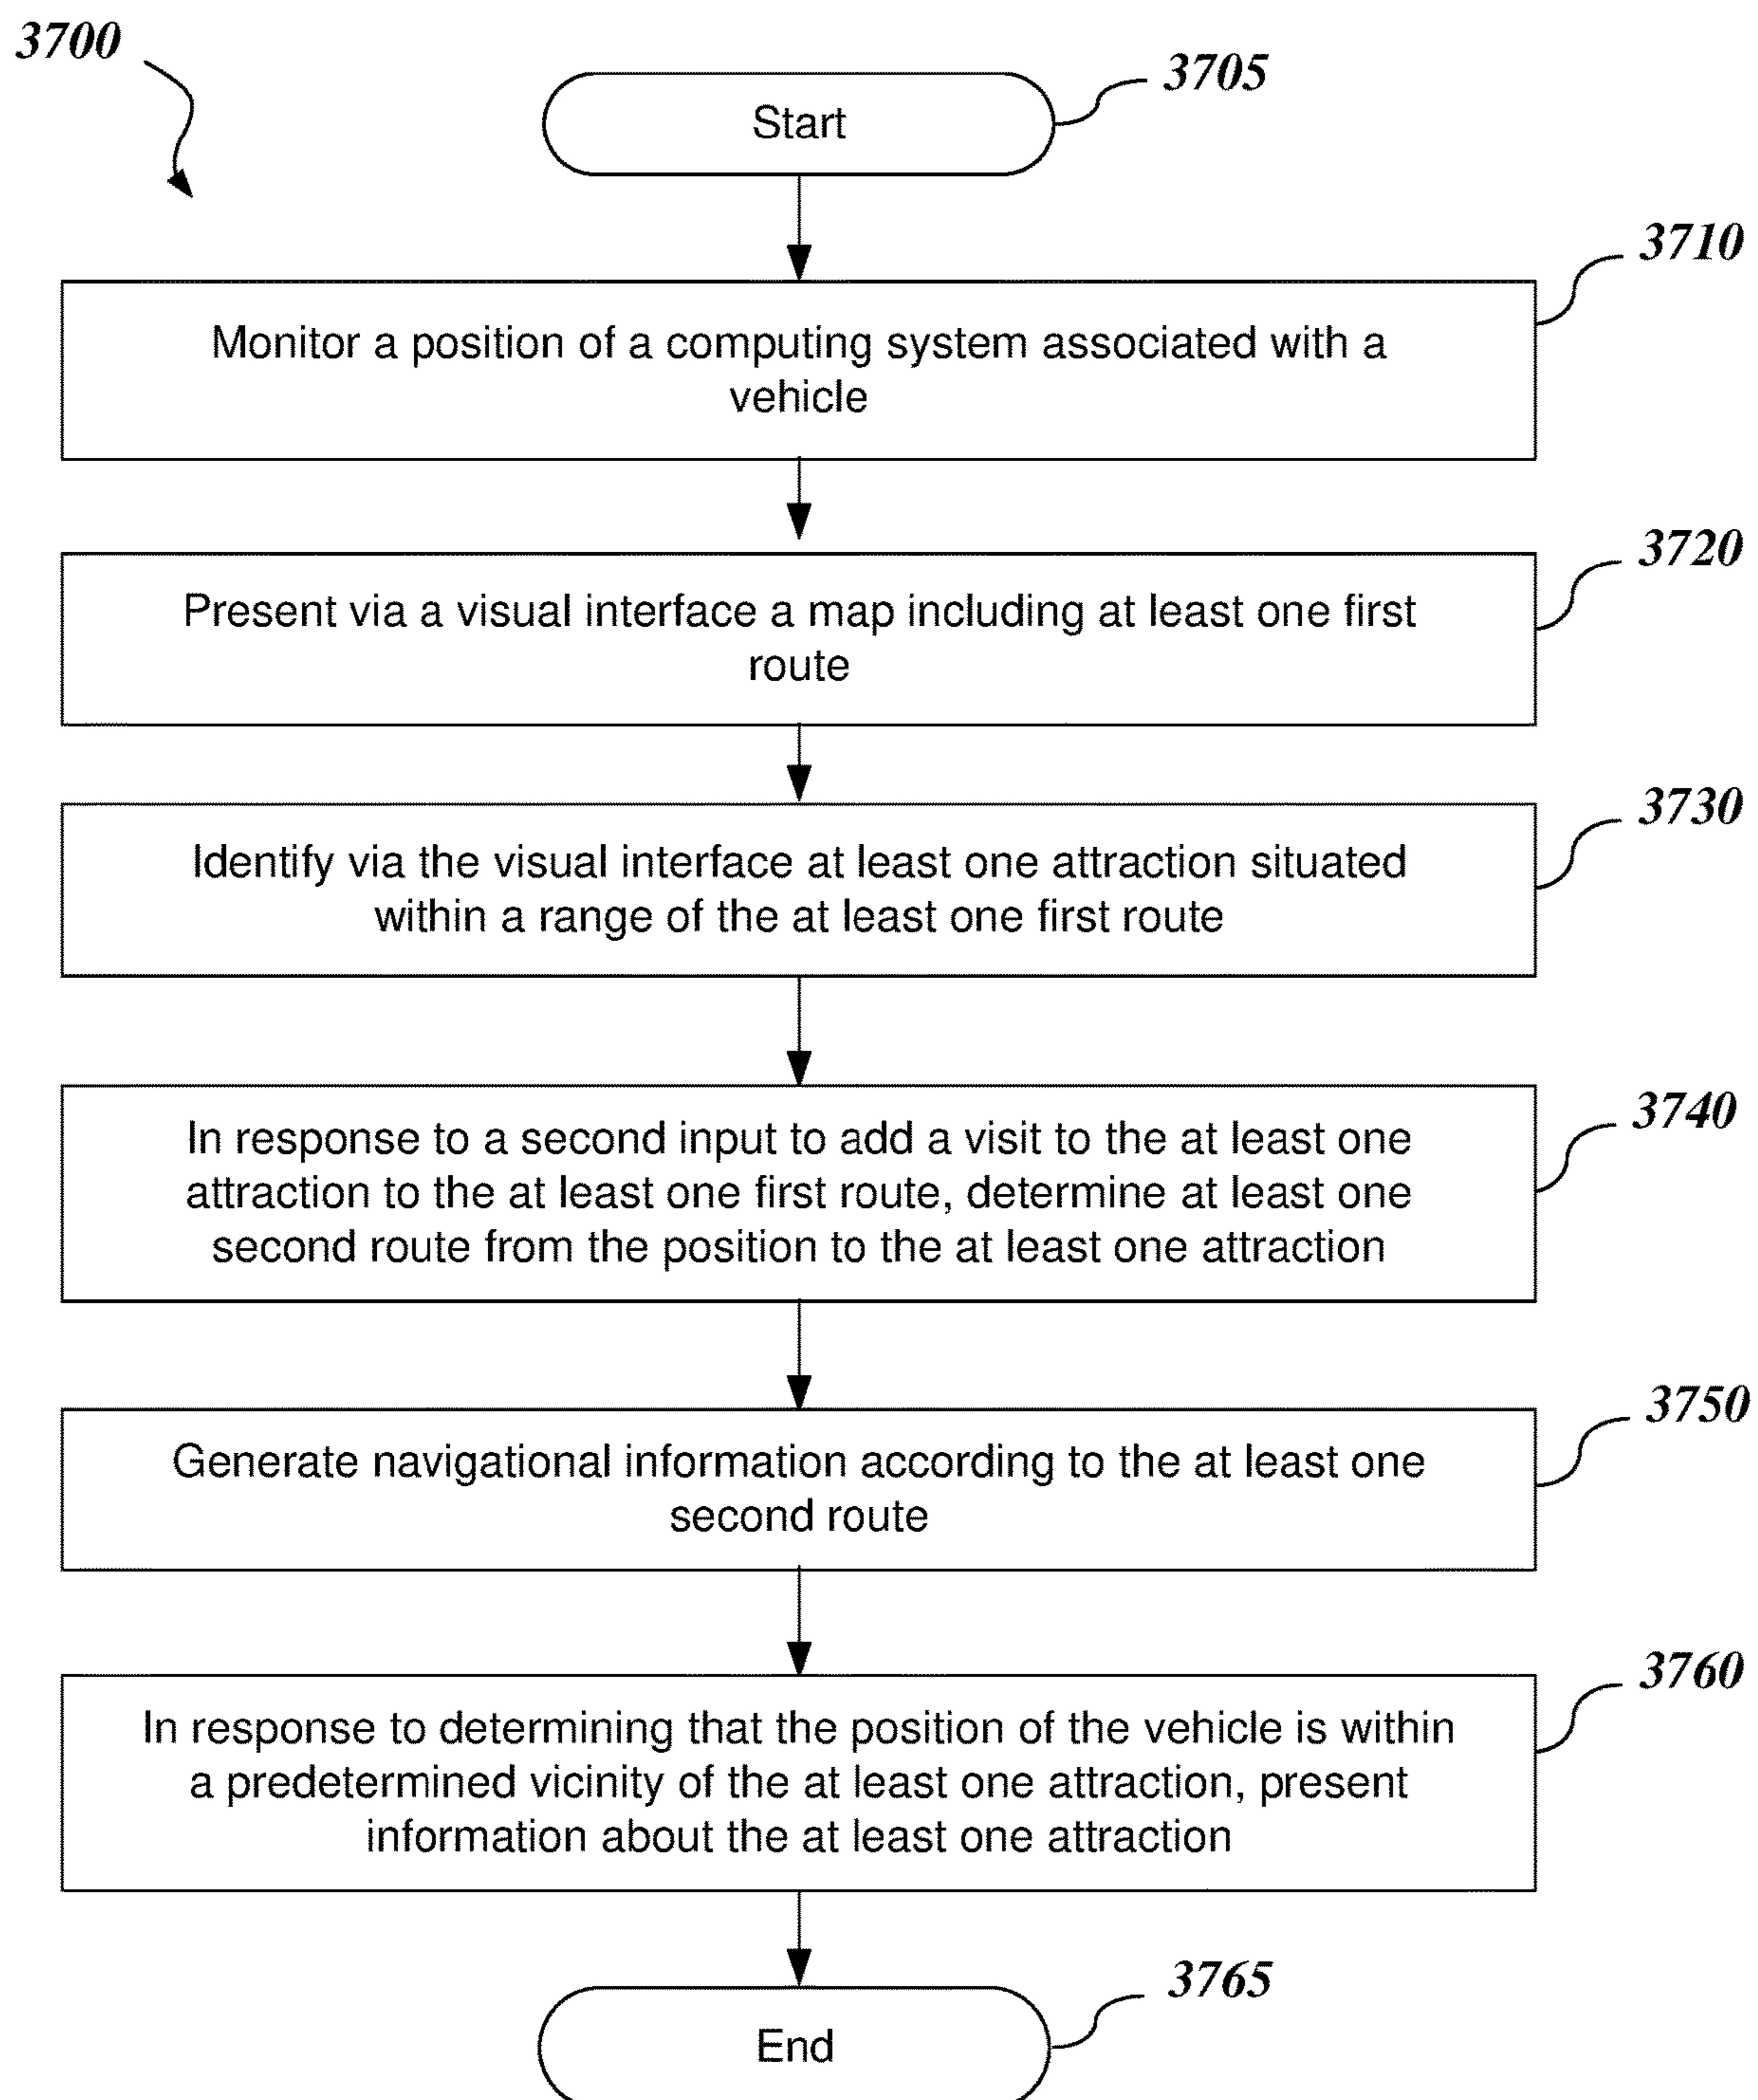 3700
Start
3705
3710
Monitor a position of a computing system associated with a
vehicle
3720
Present via a visual interface a map including at least one first
route
3730
Identify via the visual interface at least one attraction situated
within a range of the at least one first route
3740
In response to a second input to add a visit to the at least one
attraction to the at least one first route, determine at least one
second route from the position to the at least one attraction
3750
Generate navigational information according to the at least one
second route
3760
In response to determining that the position of the vehicle is within
a predetermined vicinity of the at least one attraction, present
information about the at least one attraction
3765
End